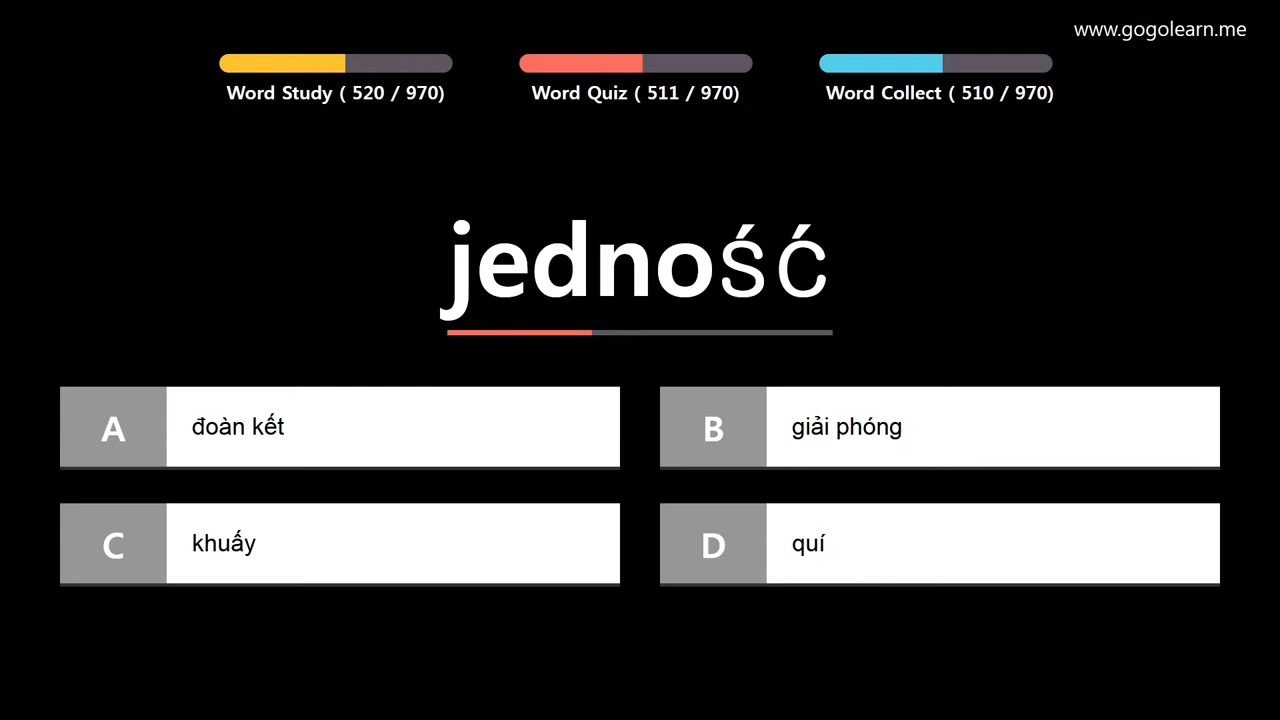 www.gogolearn.me
Word Study ( 520 / 970)
Word Quiz ( 511 / 970)
Word Collect ( 510 / 970)
jedność
A đoàn kết
B giải phóng
C khuấy
D quí